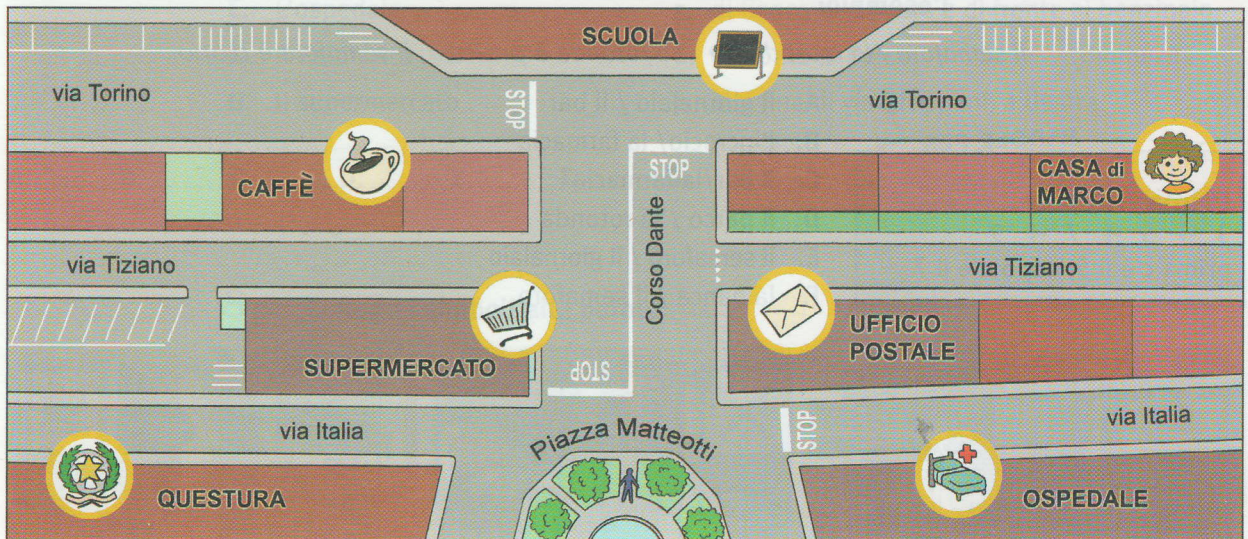 SCUOLA
via Torino
STOP
via Torino
CAFFÈ
STOP
CASA di
MARCO
via Tiziano
Corso Dante
via Tiziano
UFFICIO
POSTALE
SUPERMERCATO
STOP
via Italia
Piazza Matteotti
STOP
via Italia
QUESTURA
OSPEDALE